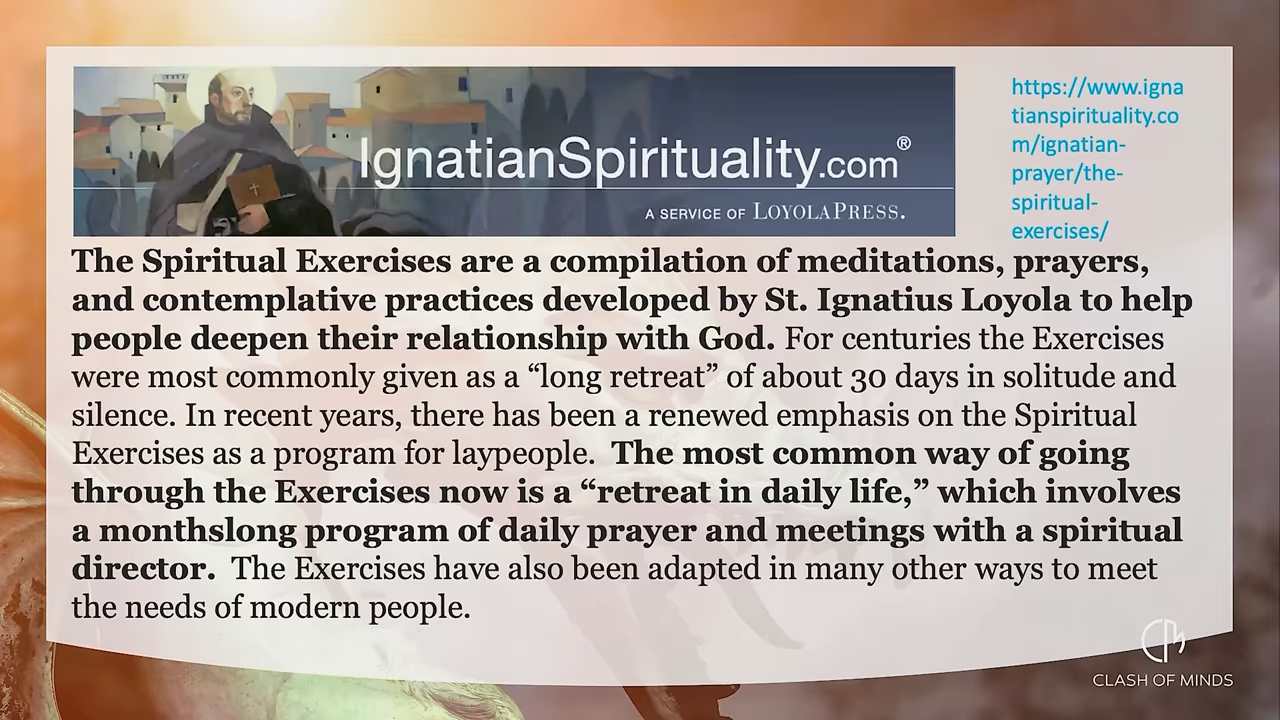 IgnatianSpirituality.com®
A SERVICE OF LOYOLAPRESS.
https://www.igna
tianspirituality.co
m/ignatian-
prayer/the-
spiritual-
exercises/
The Spiritual Exercises are a compilation of meditations, prayers,
and contemplative practices developed by St. Ignatius Loyola to help
people deepen their relationship with God. For centuries the Exercises
were most commonly given as a “long retreat” of about 30 days in solitude and
silence. In recent years, there has been a renewed emphasis on the Spiritual
Exercises as a program for laypeople. The most common way of going
through the Exercises now is a “retreat in daily life,” which involves
a monthslong program of daily prayer and meetings with a spiritual
director. The Exercises have also been adapted in many other ways to meet
the needs of modern people.
CLASH OF MINDS